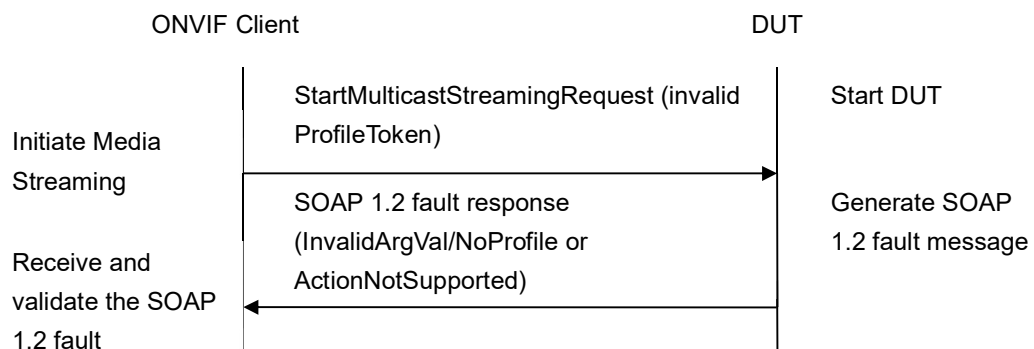 ONVIF Client
DUT
StartMulticastStreamingRequest (invalid
ProfileToken)
Start DUT
Initiate Media
Streaming
SOAP 1.2 fault response
(InvalidArgVal/NoProfile or
ActionNotSupported)
Generate SOAP
1.2 fault message
Receive and
validate the SOAP
1.2 fault